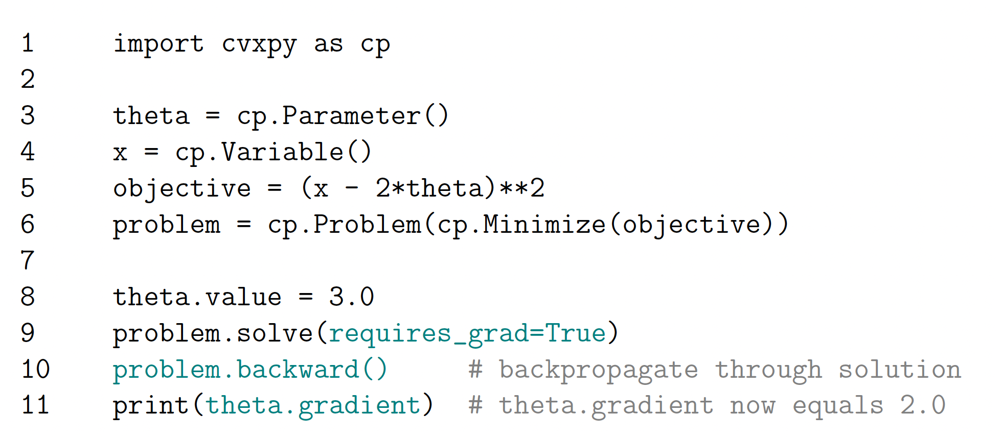 1 import cvxpy as cp
2
3 theta = cp.Parameter()
4 x = cp.Variable()
5 objective = (x - 2*theta)**2
6 problem = cp.Problem(cp.Minimize(objective))
7
8 theta.value = 3.0
9 problem.solve(requires_grad=True)
10 problem.backward() # backpropagate through solution
11 print(theta.gradient) # theta.gradient now equals 2.0